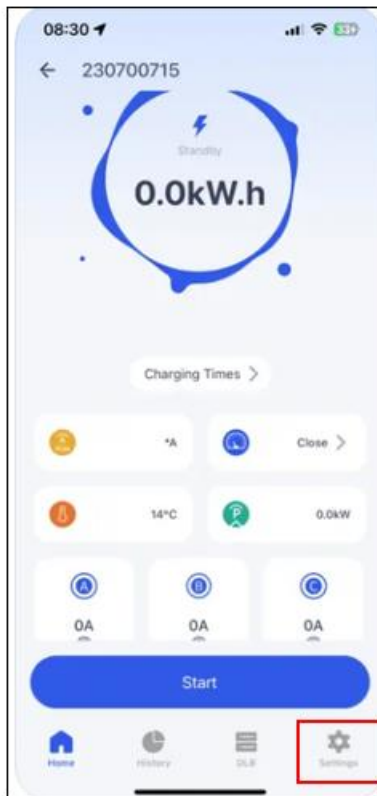 08:30
230700715
Standby
0.0kW.h
Charging Times
°A
Close
14°C
P
0.0kW
A
B
C
0A
0A
0A
Start
Home
History
DLB
Settings